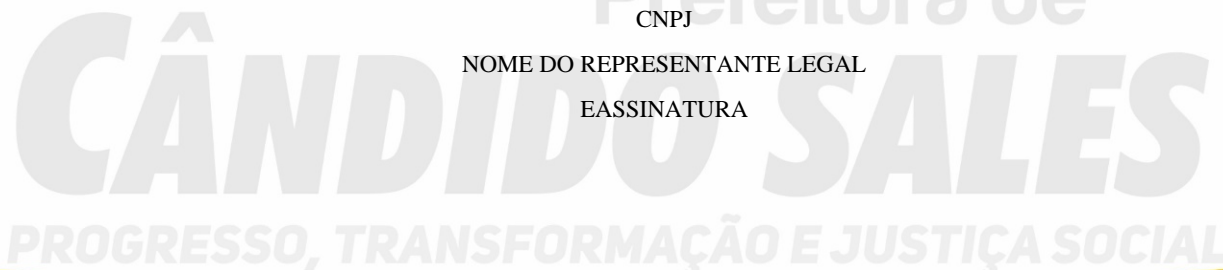 Prefeitura de
CNPJ
CÂNDIDO SALES
NOME DO REPRESENTANTE LEGAL
EASSINATURA
PROGRESSO, TRANSFORMAÇÃO E JUSTIÇA SOCIAL